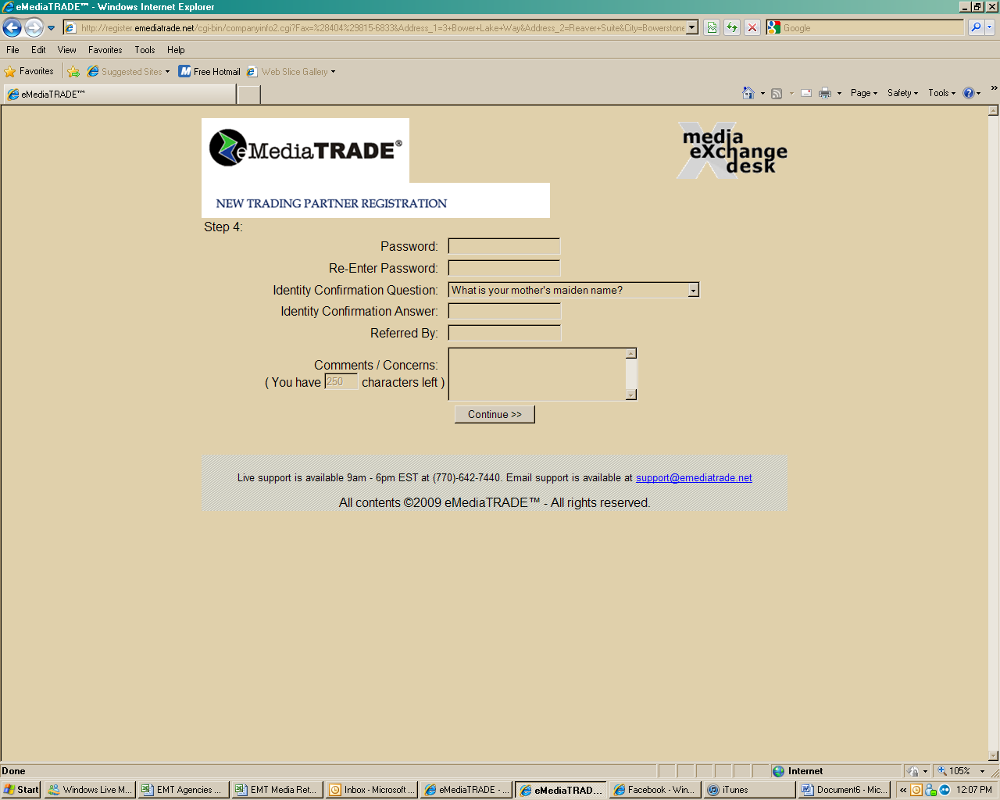 eMediaTRADE™ - Windows Internet Explorer
http://register.emediatrade.net/cgi-bin/companyinfo2.cgi?Fax=%28404%29815-6833&Address_1=3+Bower+Lake+Way&Address_2=Reaver+Suite&City=Bowerstone
Google
File Edit View Favorites Tools Help
Favorites Suggested Sites Free Hotmail Web Slice Gallery
eMediaTRADE™
Page Safety Tools »
eMediaTRADE®
media
eXchange
desk
NEW TRADING PARTNER REGISTRATION
Step 4:
Password:
Re-Enter Password:
Identity Confirmation Question: What is your mother's maiden name?
Identity Confirmation Answer:
Referred By:
Comments / Concerns:
( You have 250 characters left )
Continue >>
Live support is available 9am - 6pm EST at (770)-642-7440. Email support is available at support@emediatrade.net
All contents ©2009 eMediaTRADE™ - All rights reserved.
Done Internet 105%
Start Windows Live M... EMT Agencies ... EMT Media Ret... Inbox - Microsoft ... eMediaTRADE - ... eMediaTRAD... Facebook - Win... iTunes Document6 - Mic... « 12:07 PM